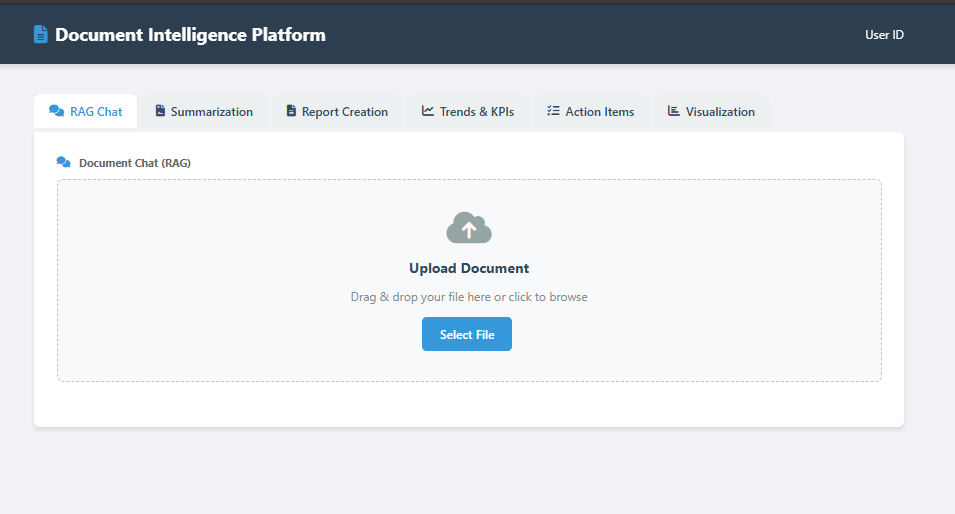 Document Intelligence Platform
User ID
RAG Chat
Summarization
Report Creation
Trends & KPIs
Action Items
Visualization
Document Chat (RAG)
Upload Document
Drag & drop your file here or click to browse
Select File